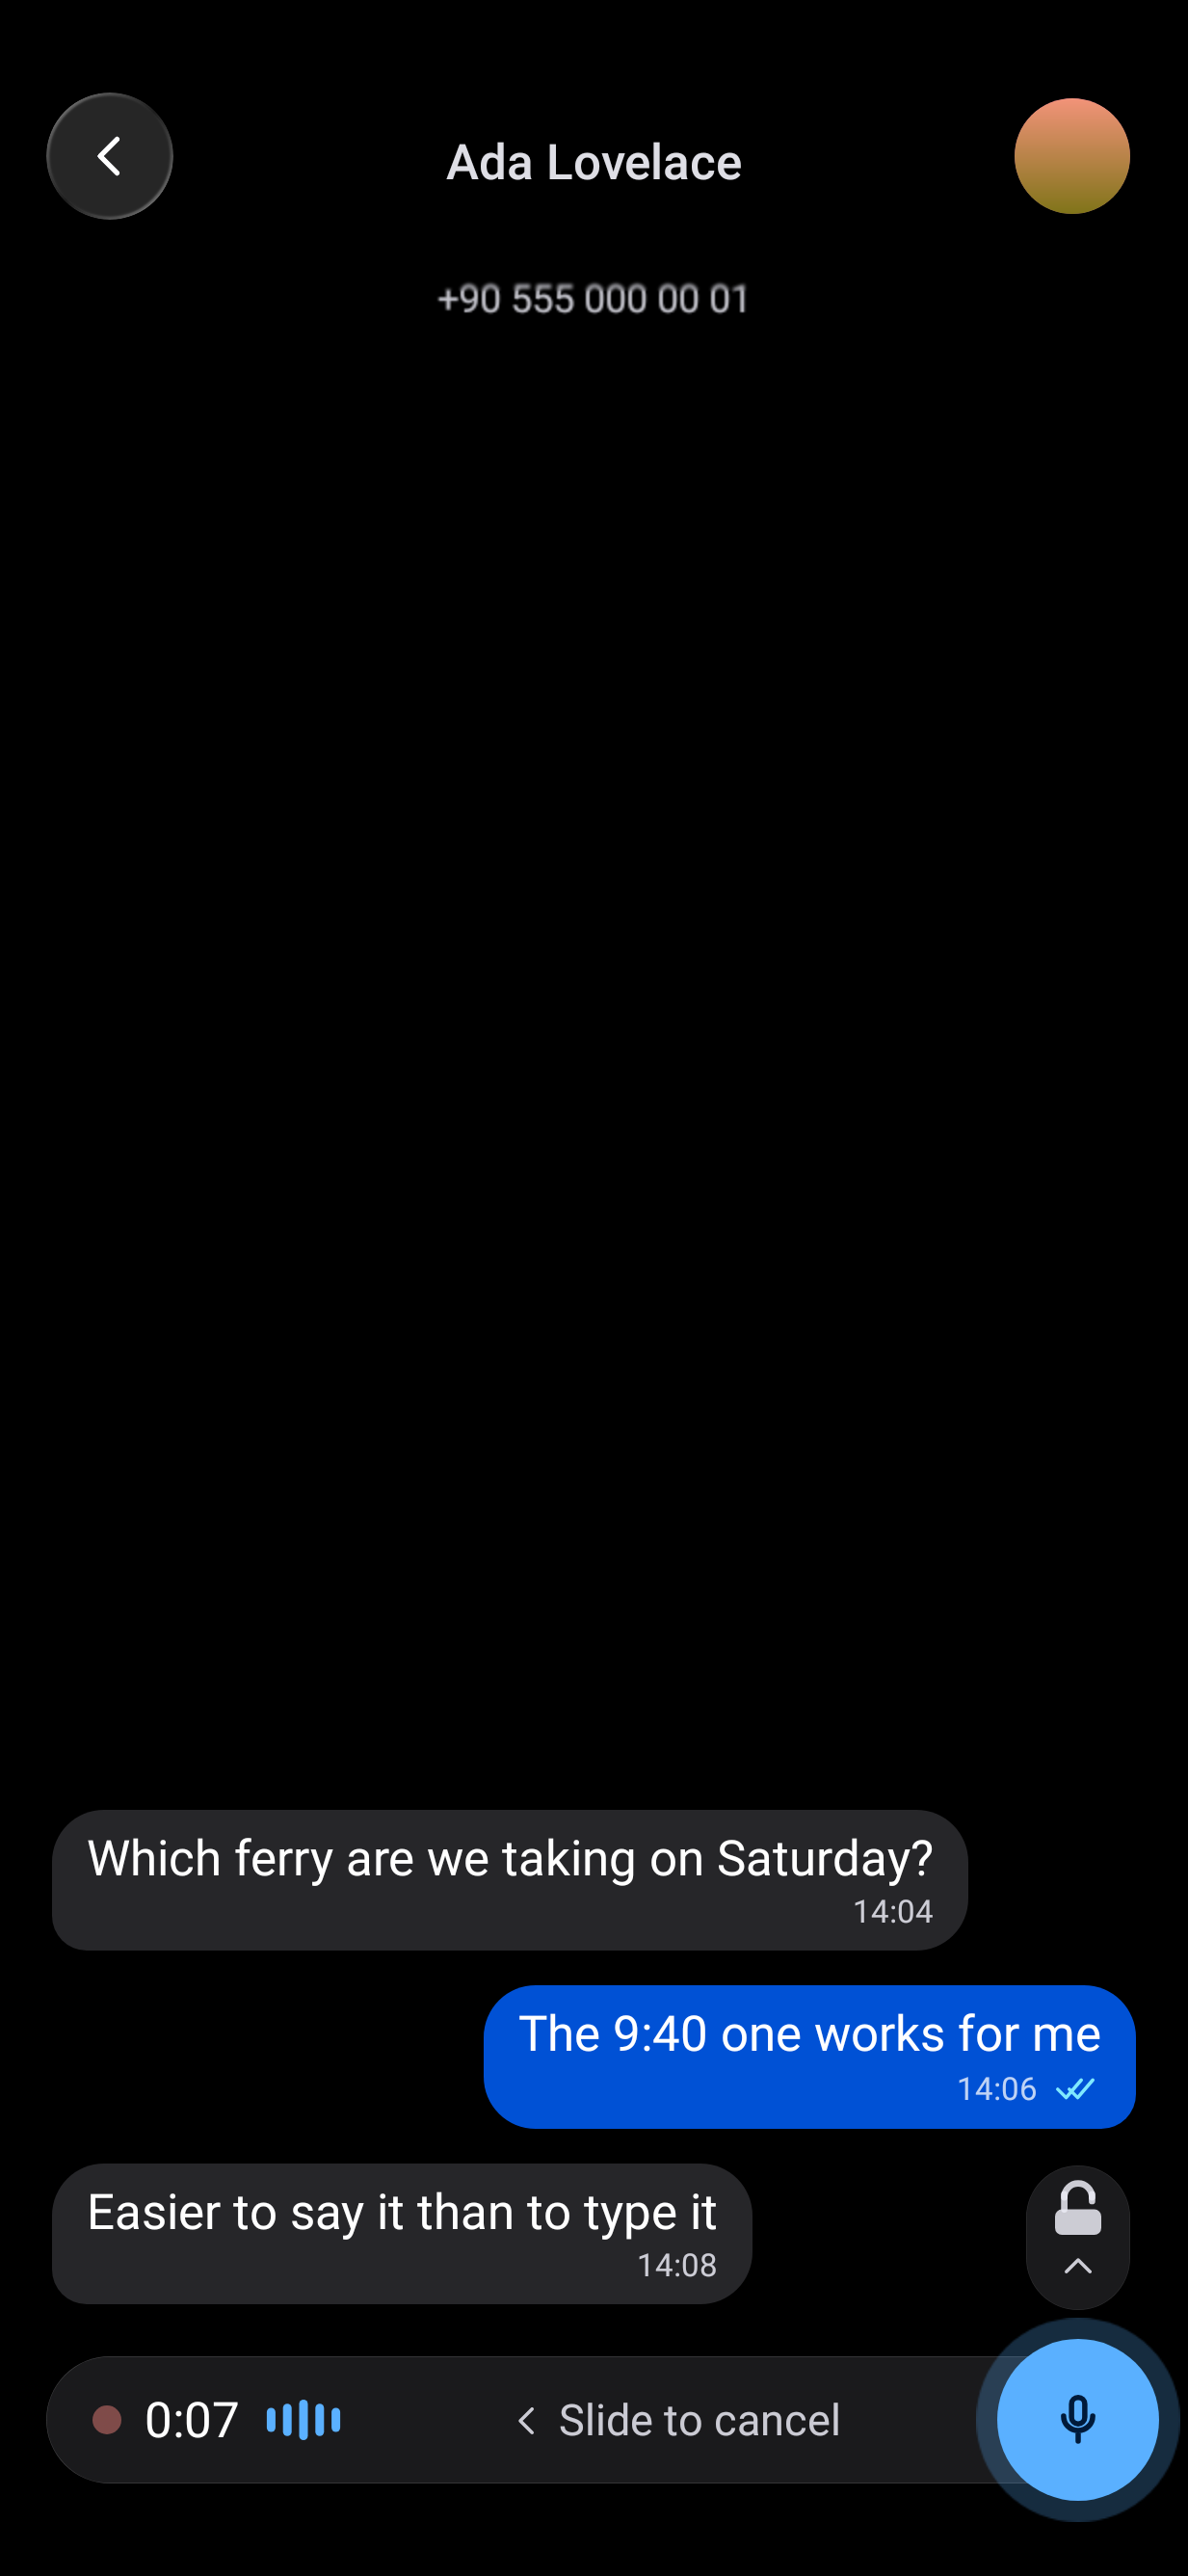 Ada Lovelace
+90 555 000 00 01
Which ferry are we taking on Saturday?
14:04
The 9:40 one works for me
14:06
Easier to say it than to type it
14:08
0:07
Slide to cancel